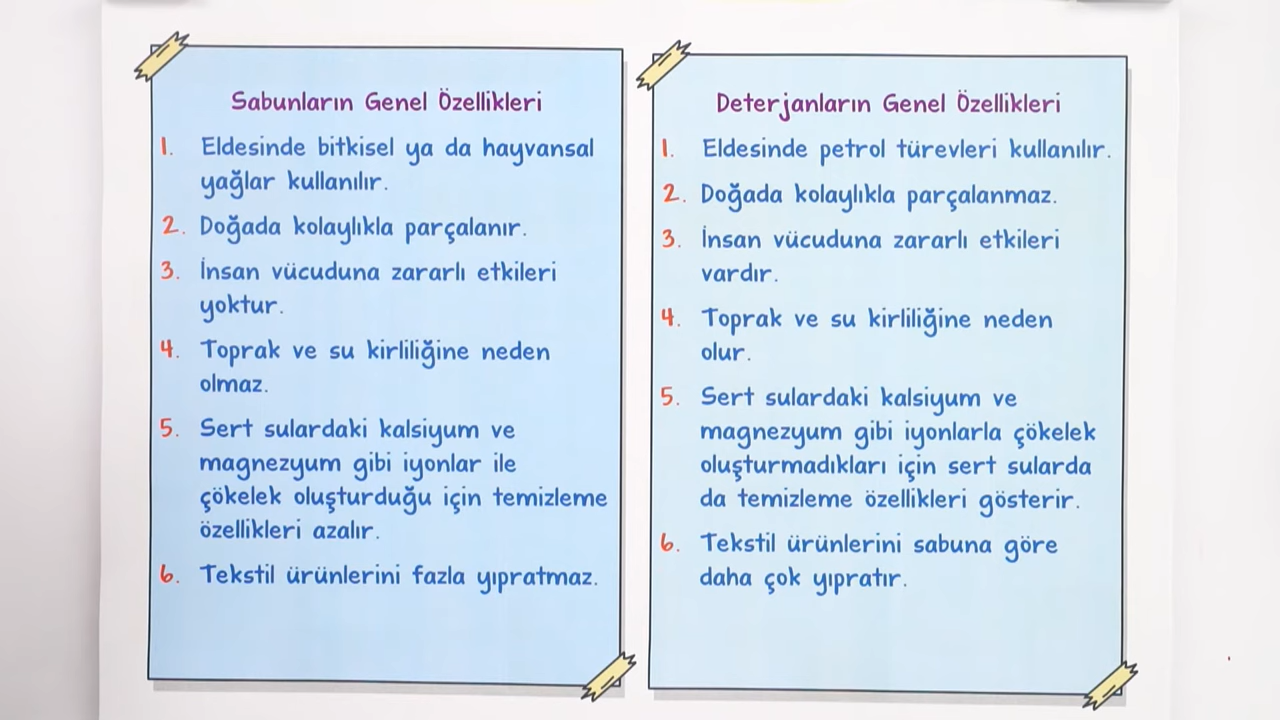 Sabunların Genel Özellikleri
1. Eldesinde bitkisel ya da hayvansal
yağlar kullanılır.
2. Doğada kolaylıkla parçalanır.
3. İnsan vücuduna zararlı etkileri
yoktur.
4. Toprak ve su kirliliğine neden
olmaz.
5. Sert sulardaki kalsiyum ve
magnezyum gibi iyonlar ile
çökelek oluşturduğu için temizleme
özellikleri azalır.
6. Tekstil ürünlerini fazla yıpratmaz.
Deterjanların Genel Özellikleri
1. Eldesinde petrol türevleri kullanılır.
2. Doğada kolaylıkla parçalanmaz.
3. İnsan vücuduna zararlı etkileri
vardır.
4. Toprak ve su kirliliğine neden
olur.
5. Sert sulardaki kalsiyum ve
magnezyum gibi iyonlarla çökelek
oluşturmadıkları için sert sularda
da temizleme özellikleri gösterir.
6. Tekstil ürünlerini sabuna göre
daha çok yıpratır.